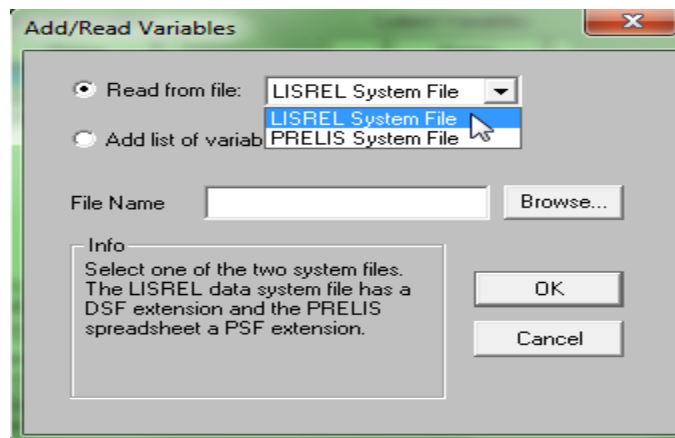 Add/Read Variables
Read from file:
LISREL System File
LISREL System File
Add list of variab
PRELIS System File
File Name
Browse...
Info
Select one of the two system files.
The LISREL data system file has a
DSF extension and the PRELIS
spreadsheet a PSF extension.
OK
Cancel